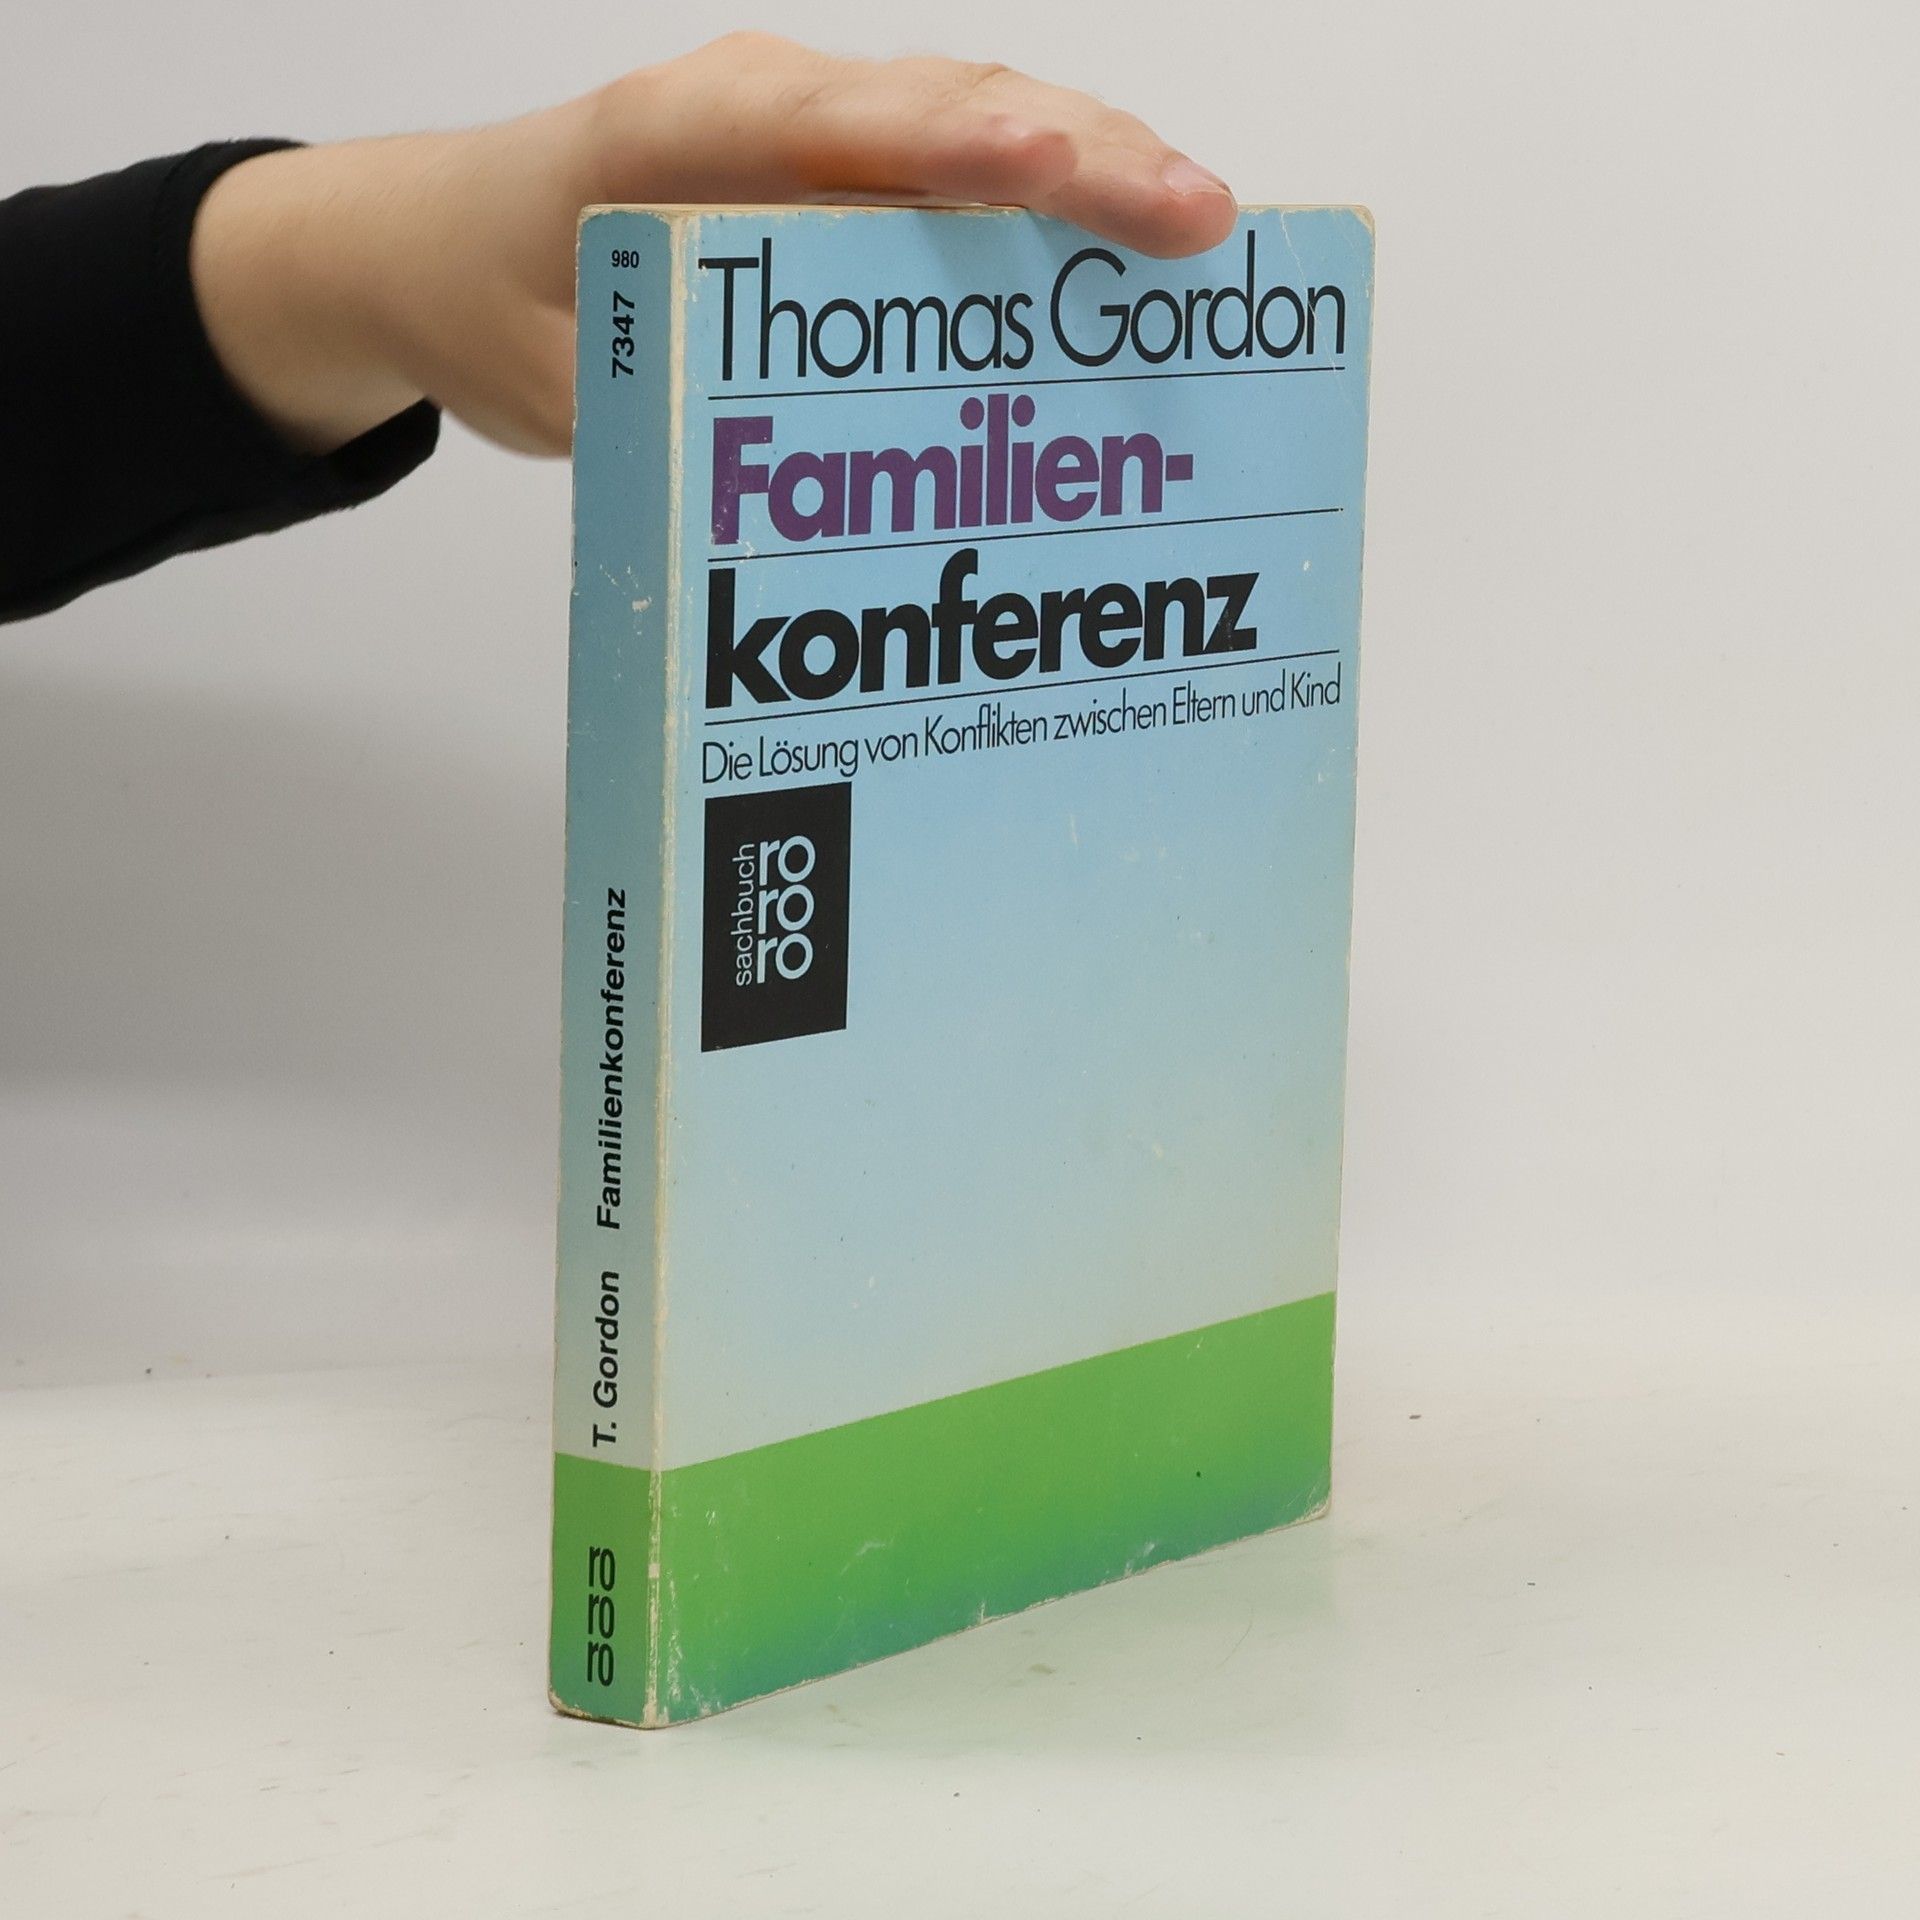 Thomas Gordon
Familien-
konferenz
Die Lösung von Konflikten zwischen Eltern und Kind
sachbuch
ro
ro
ro
980
7347
T. Gordon Familienkonferenz
ro
ro
ro